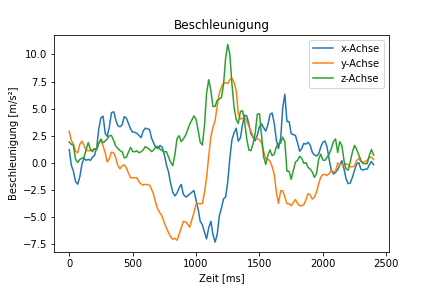 Beschleunigung
x-Achse
y-Achse
z-Achse
Beschleunigung [m/s²]
10.0
7.5
5.0
2.5
0.0
−2.5
−5.0
−7.5
0
500
1000
1500
2000
2500
Zeit [ms]